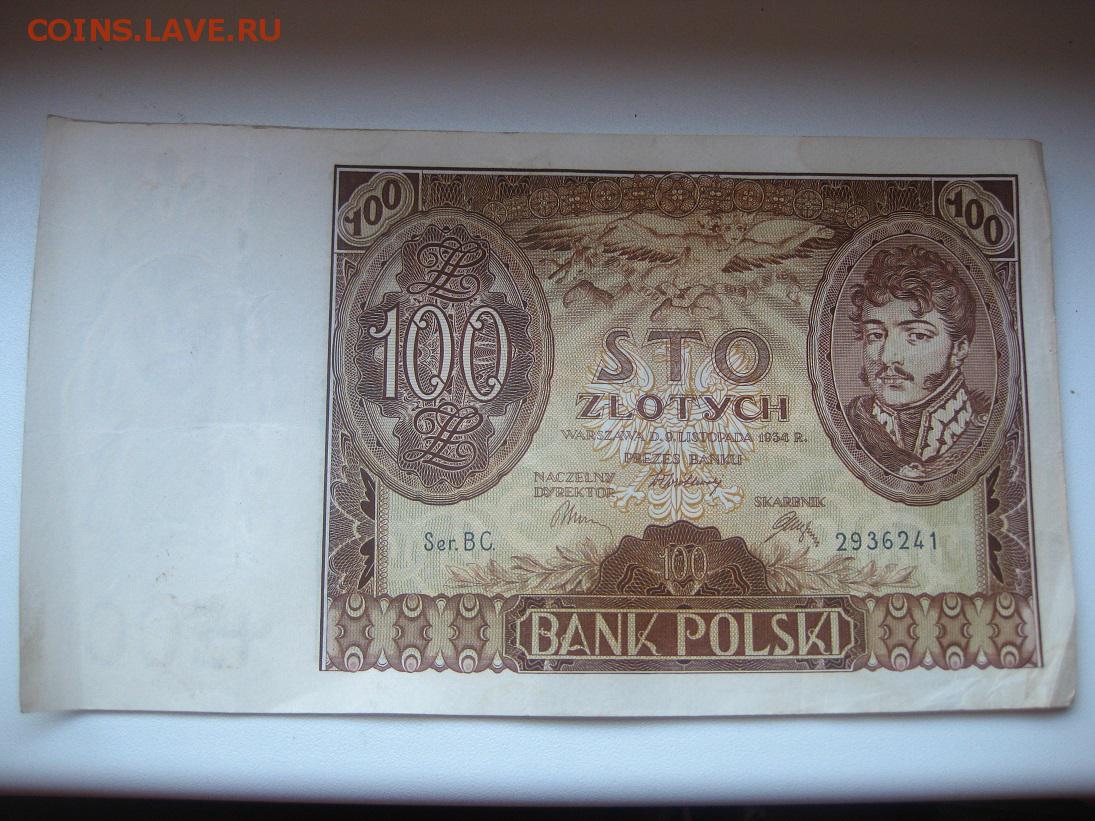 COINS.LAVE.RU
100
100
100
STO
ZŁOTYCH
WARSZAWA D. 9. LISTOPADA 1934 R.
PREZES BANKU
NACZELNY
DYREKTOR
SKARBNIK
Ser. B C.
2936241
100
BANK POLSKI